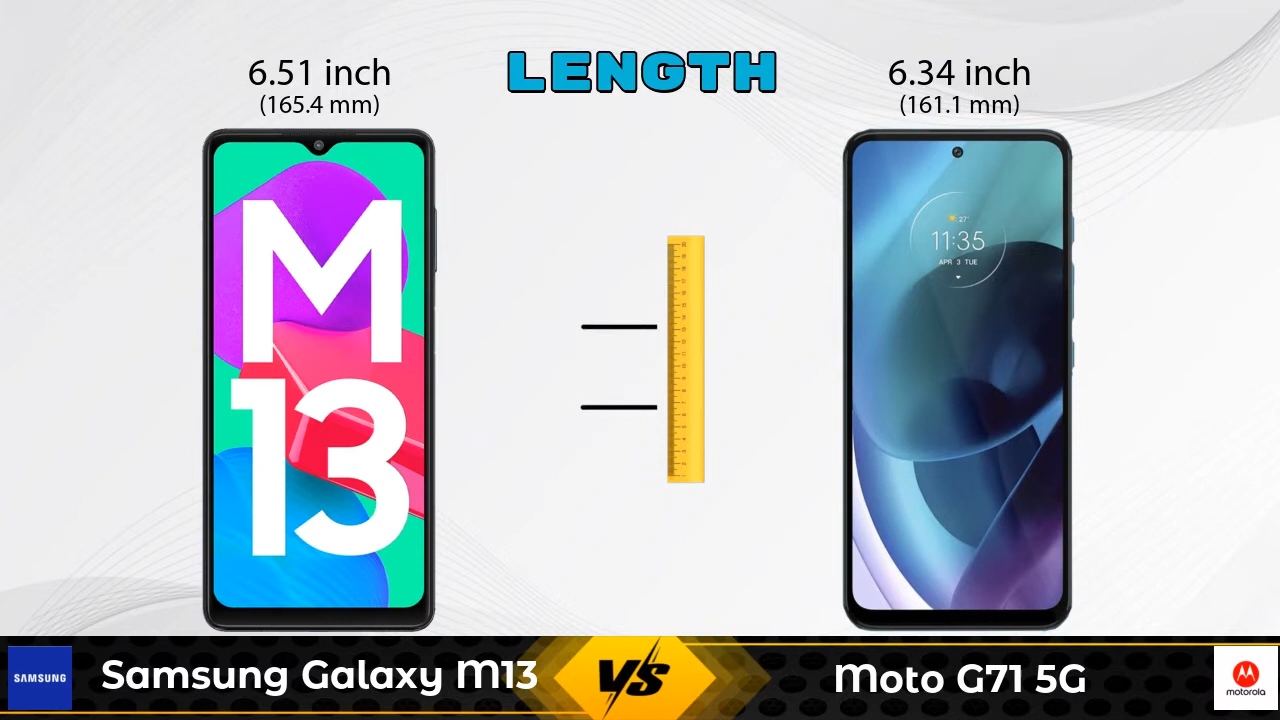 LENGTH
6.51 inch
(165.4 mm)
6.34 inch
(161.1 mm)
M
13
27°
11:35
APR 3 TUE
SAMSUNG
Samsung Galaxy M13
VS
Moto G71 5G
motorola